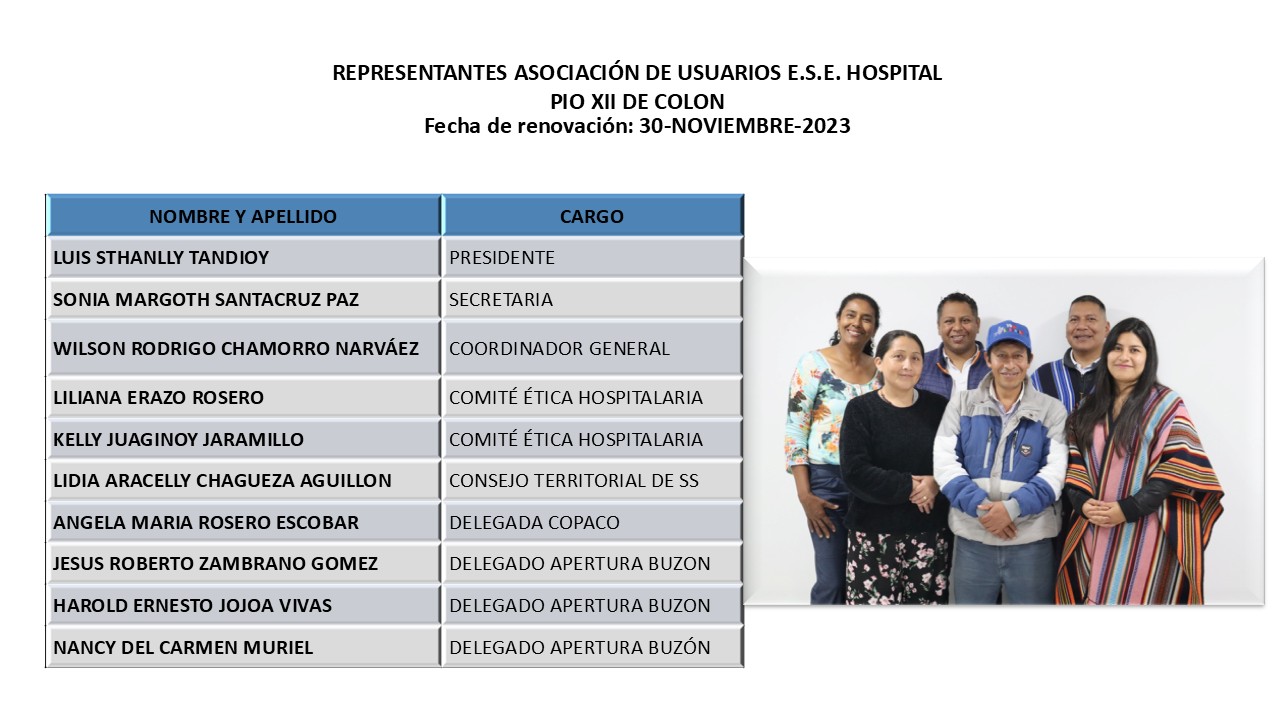 REPRESENTANTES ASOCIACIÓN DE USUARIOS E.S.E. HOSPITAL
PIO XII DE COLON
Fecha de renovación: 30-NOVIEMBRE-2023
NOMBRE Y APELLIDO CARGO
LUIS STHANLLY TANDIOY PRESIDENTE
SONIA MARGOTH SANTACRUZ PAZ SECRETARIA
WILSON RODRIGO CHAMORRO NARVÁEZ COORDINADOR GENERAL
LILIANA ERAZO ROSERO COMITÉ ÉTICA HOSPITALARIA
KELLY JUAGINOY JARAMILLO COMITÉ ÉTICA HOSPITALARIA
LIDIA ARACELLY CHAGUEZA AGUILLON CONSEJO TERRITORIAL DE SS
ANGELA MARIA ROSERO ESCOBAR DELEGADA COPACO
JESUS ROBERTO ZAMBRANO GOMEZ DELEGADO APERTURA BUZON
HAROLD ERNESTO JOJOA VIVAS DELEGADO APERTURA BUZON
NANCY DEL CARMEN MURIEL DELEGADO APERTURA BUZÓN